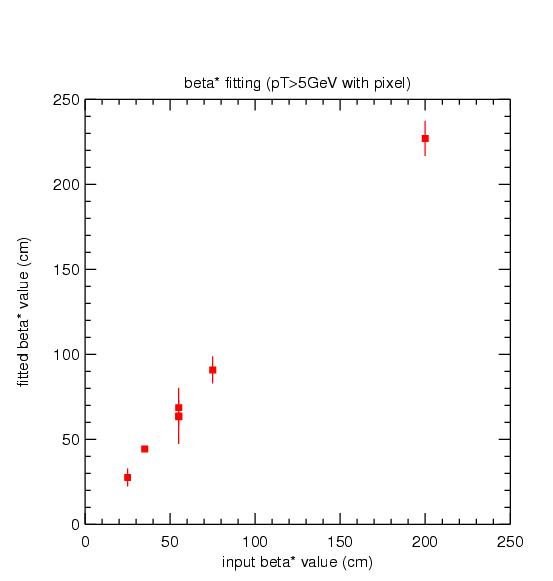 beta* fitting (pT>5GeV with pixel)
250
200
150
100
50
0
fitted beta* value (cm)
0 50 100 150 200 250
input beta* value (cm)